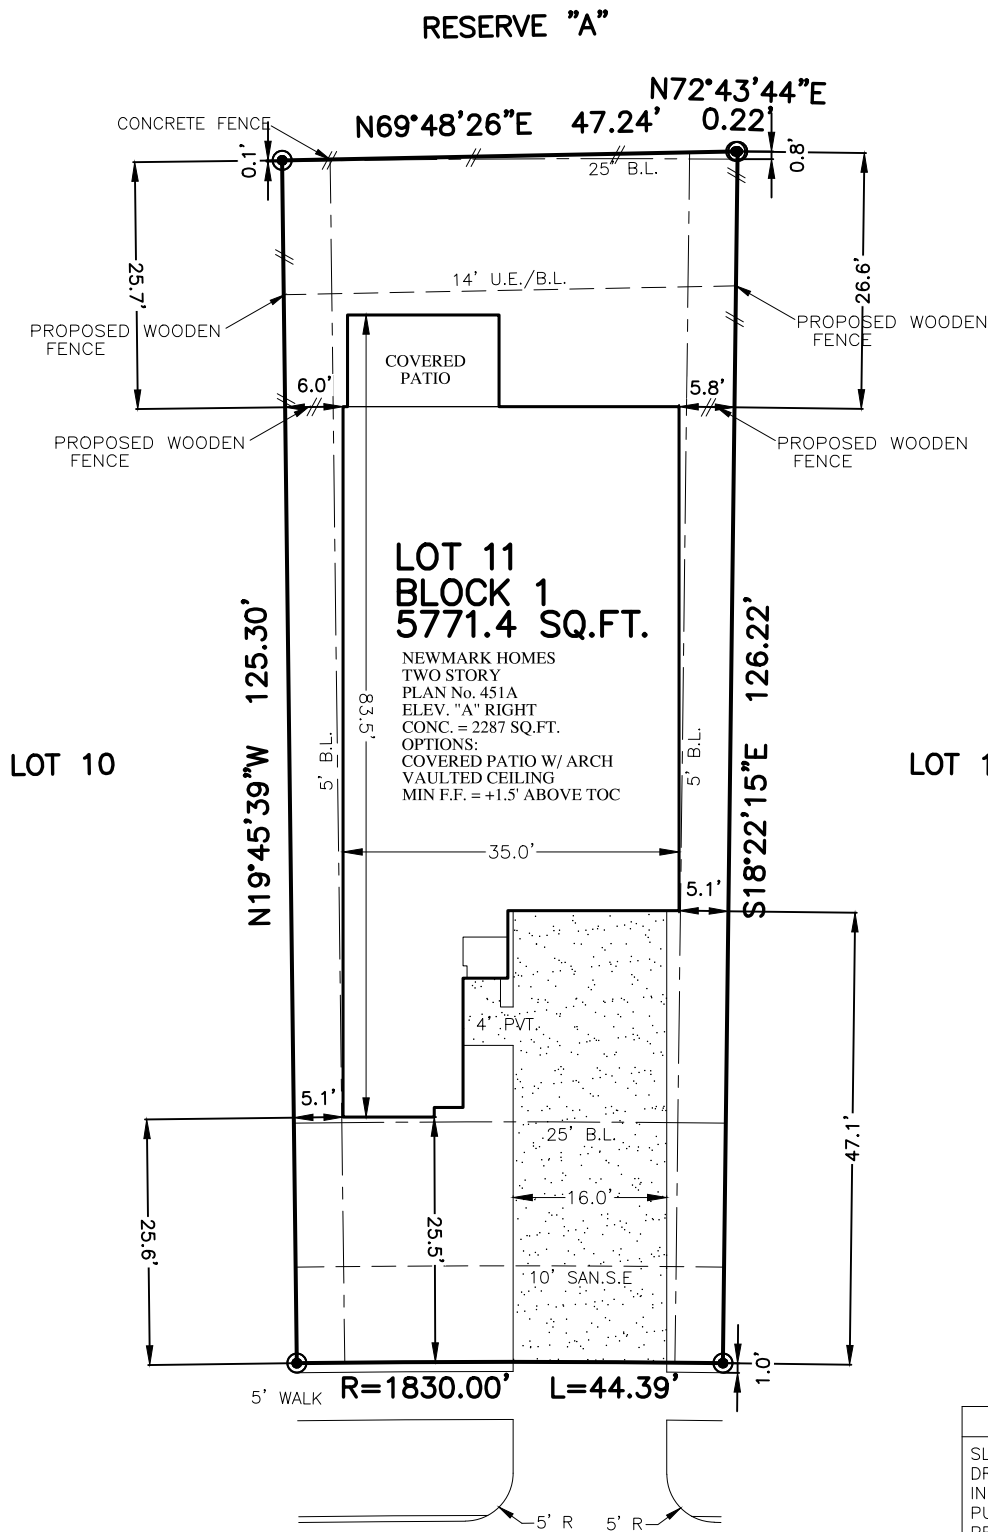 RESERVE "A"
N72°43'44"E
N69°48'26"E 47.24' 0.22'
CONCRETE FENCE
0.1'
0.8'
25' B.L.
25.7'
26.6'
14' U.E./B.L.
PROPOSED WOODEN
FENCE
PROPOSED WOODEN
FENCE
COVERED
PATIO
6.0'
5.8'
PROPOSED WOODEN
FENCE
PROPOSED WOODEN
FENCE
LOT 11
BLOCK 1
5771.4 SQ.FT.
NEWMARK HOMES
TWO STORY
PLAN No. 451A
ELEV. "A" RIGHT
CONC. = 2287 SQ.FT.
OPTIONS:
COVERED PATIO W/ ARCH
VAULTED CEILING
MIN F.F. = +1.5' ABOVE TOC
83.5'
N19°45'39"W 125.30'
S18°22'15"E 126.22'
5' B.L.
5' B.L.
LOT 10
LOT 1
35.0'
5.1'
4' PVT.
5.1'
25' B.L.
47.1'
25.6'
25.5'
16.0'
10' SAN.S.E
1.0'
5' WALK
R=1830.00' L=44.39'
5' R
5' R
SL
DR
IN
PU